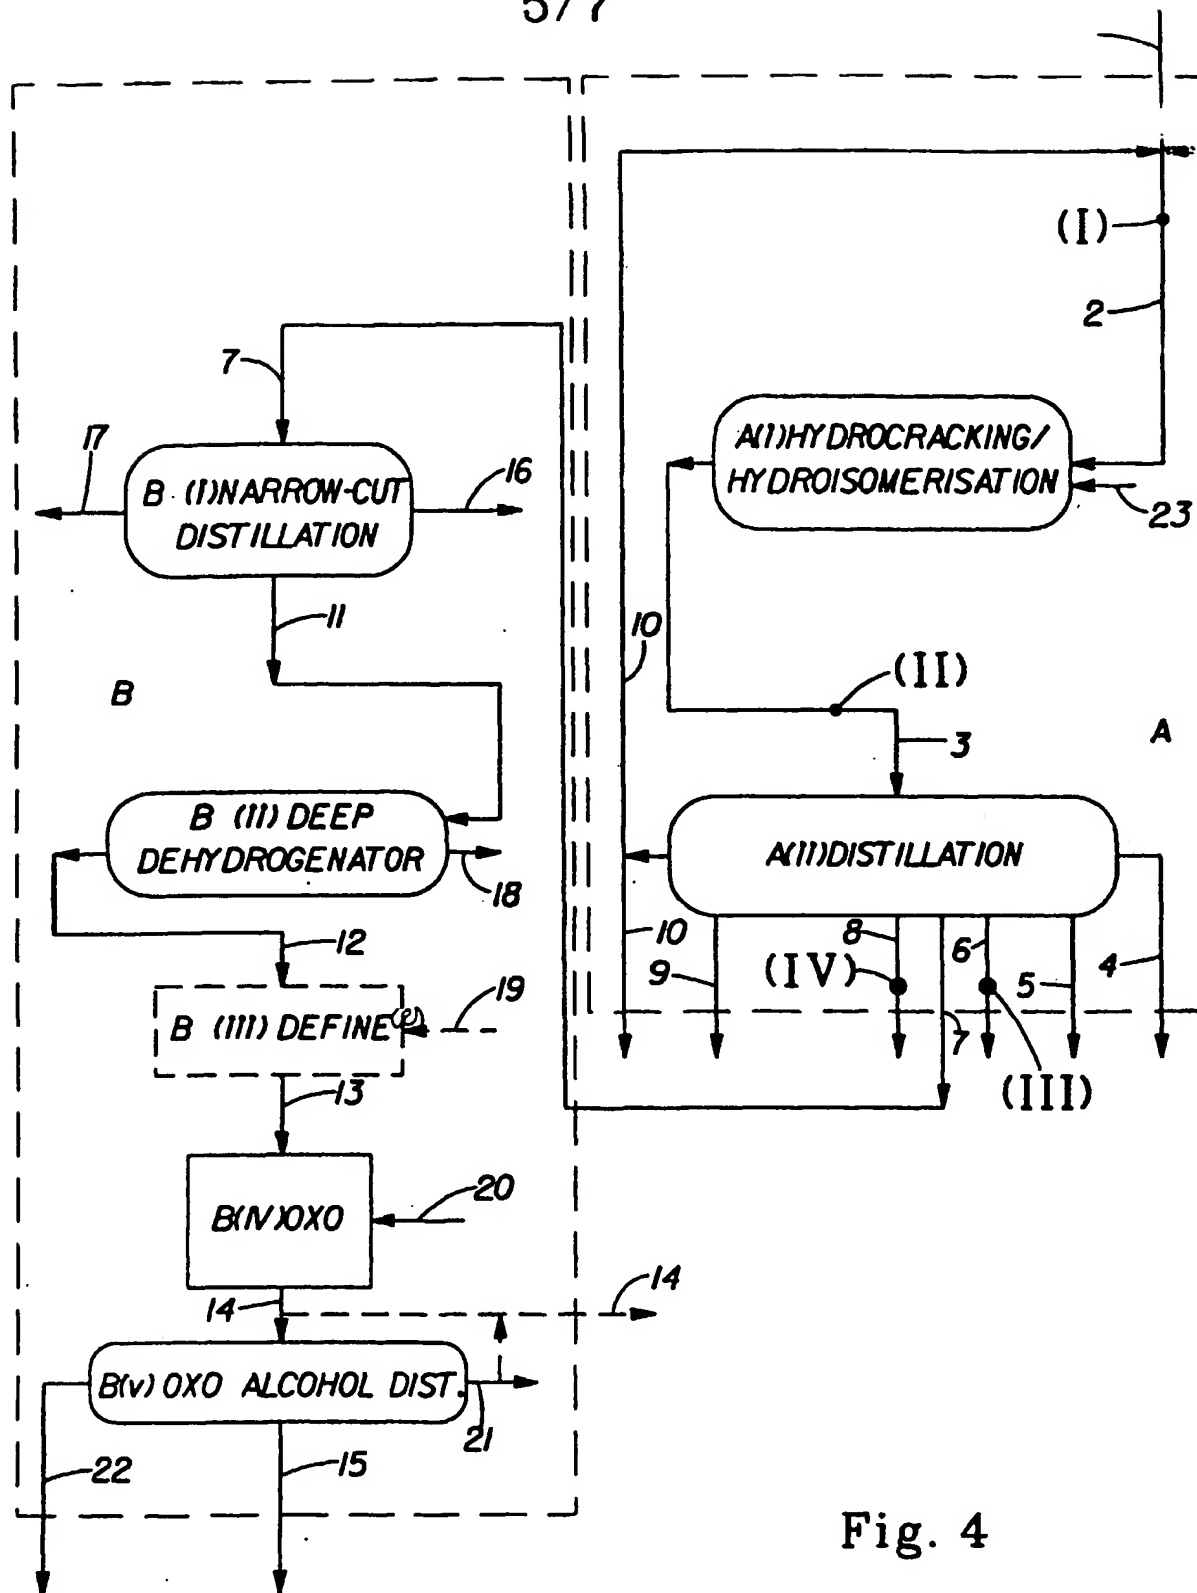 5/7
(I)
2
7
A(I)HYDROCRACKING/
HYDROISOMERISATION
17
16
B (I)NARROW-CUT
DISTILLATION
23
11
10
(II)
B
3
A
B (II) DEEP
DEHYDROGENATOR
18
A(II)DISTILLATION
12
10
9
8
(IV)
6
5
4
7
(III)
B (III) DEFINE
19
13
B(IV)OXO
20
14
14
B(V) OXO ALCOHOL DIST.
21
22
15
Fig. 4